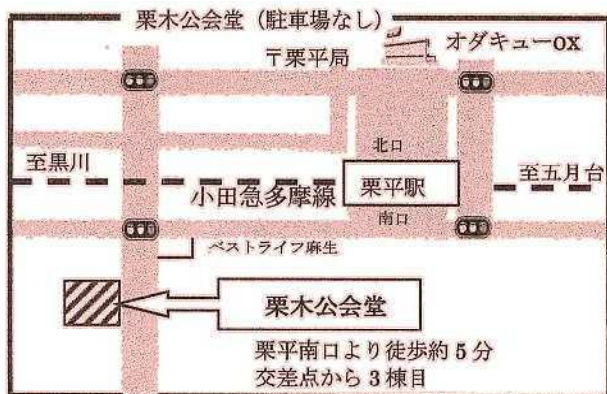 栗木公会堂（駐車場なし）
オダキューOX
〒栗平局
北口
至黒川
至五月台
小田急多摩線
栗平駅
南口
ベストライフ麻生
栗木公会堂
栗平南口より徒歩約５分
交差点から３棟目